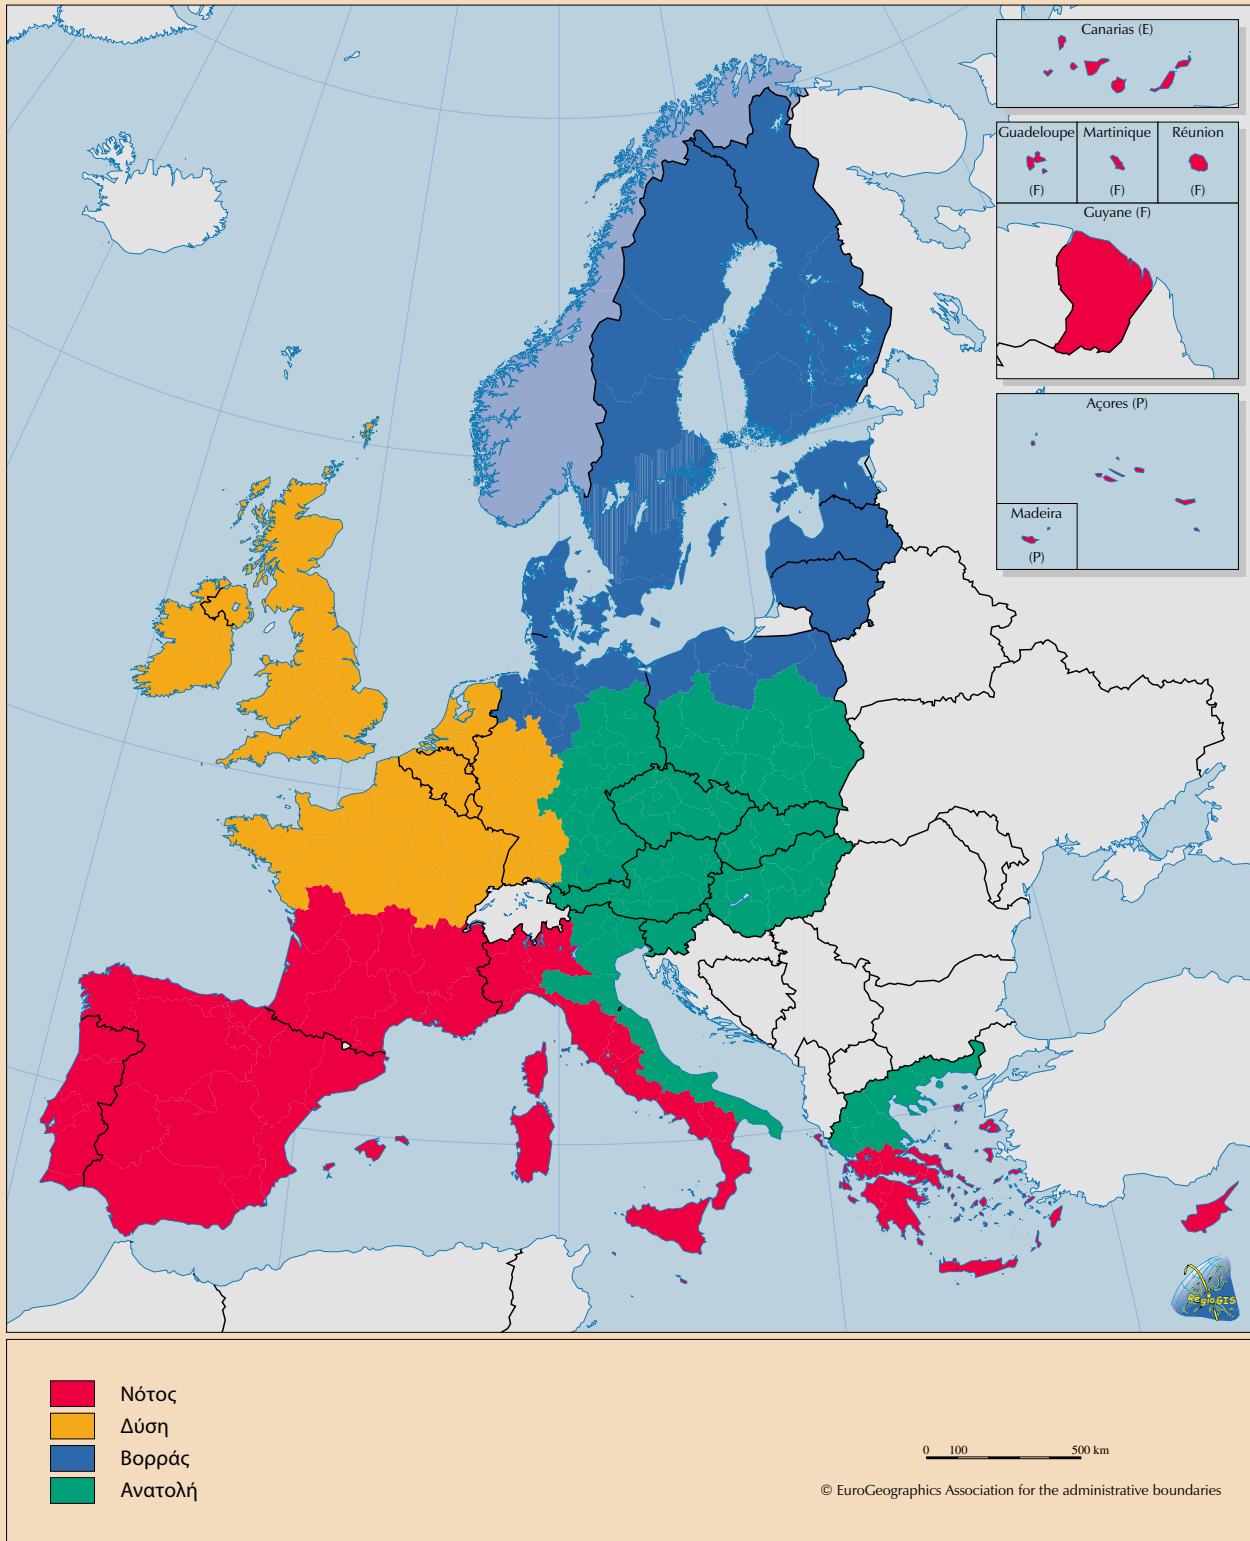 Canarias (E)
Guadeloupe
Martinique
Réunion
(F)
(F)
(F)
Guyane (F)
Açores (P)
Madeira
(P)
RegioGIS
Νότος
Δύση
Βορράς
Ανατολή
0 100 500 km
© EuroGeographics Association for the administrative boundaries